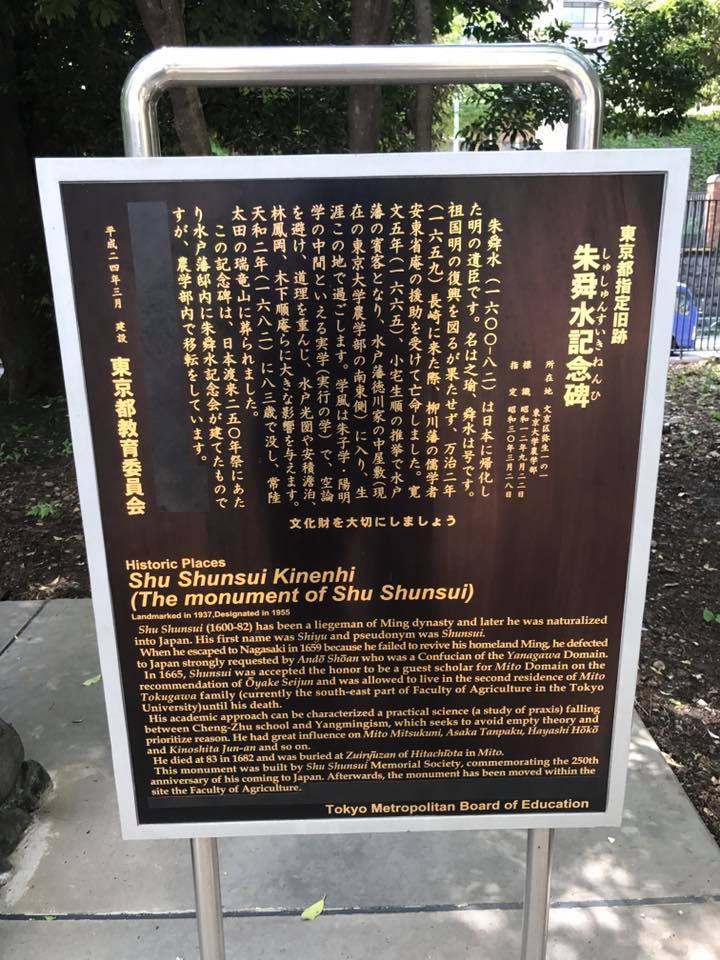 東京都指定旧跡
しゅしゅんすいきねんひ
朱舜水記念碑
所在地 文京区弥生一の一
東京大学農学部
標識 昭和一二年九月二二日
指定 昭和三〇年三月二八日
朱舜水（一六〇〇―八二）は日本に帰化し
た明の遺臣です。名は之瑜、舜水は号です。
祖国明の復興を図るが果たせず、万治二年
（一六五九）長崎に来た際、柳川藩の儒学者
安東省庵の援助を受けて亡命しました。寛
文五年（一六六五）、小宅生順の推挙で水戸
藩の賓客となり、水戸藩徳川家の中屋敷（現
在の東京大学農学部の南東側）に入り、生
涯この地で過ごします。学風は朱子学・陽明
学の中間といえる実学（実行の学）で、空論
を避け、道理を重んじ、水戸光圀や安積澹泊、
林鳳岡、木下順庵らに大きな影響を与えます。
天和二年（一六八二）に八三歳で没し、常陸
太田の瑞竜山に葬られました。
この記念碑は、日本渡来二五〇年祭にあた
り水戸藩邸内に朱舜水記念会が建てたもので
すが、農学部内で移転をしています。
平成二四年三月 建設
東京都教育委員会
文化財を大切にしましょう
Historic Places
Shu Shunsui Kinenhi
(The monument of Shu Shunsui)
Landmarked in 1937,Designated in 1955
Shu Shunsui (1600-82) has been a liegeman of Ming dynasty and later he was naturalized
into Japan. His first name was Shiyu and pseudonym was Shunsui.
When he escaped to Nagasaki in 1659 because he failed to revive his homeland Ming, he defected
to Japan strongly requested by Andō Shōan who was a Confucian of the Yanagawa Domain.
In 1665, Shunsui was accepted the honor to be a guest scholar for Mito Domain on the
recommendation of Ōyake Seijun and was allowed to live in the second residence of Mito
Tokugawa family (currently the south-east part of Faculty of Agriculture in the Tokyo
University)until his death.
His academic approach can be characterized a practical science (a study of praxis) falling
between Cheng-Zhu school and Yangmingism, which seeks to avoid empty theory and
prioritize reason. He had great influence on Mito Mitsukuni, Asaka Tanpaku, Hayashi Hōkō
and Kinoshita Jun-an and so on.
He died at 83 in 1682 and was buried at Zuiryūzan of Hitachiōta in Mito.
This monument was built by Shu Shunsui Memorial Society, commemorating the 250th
anniversary of his coming to Japan. Afterwards, the monument has been moved within the
site the Faculty of Agriculture.
Tokyo Metropolitan Board of Education